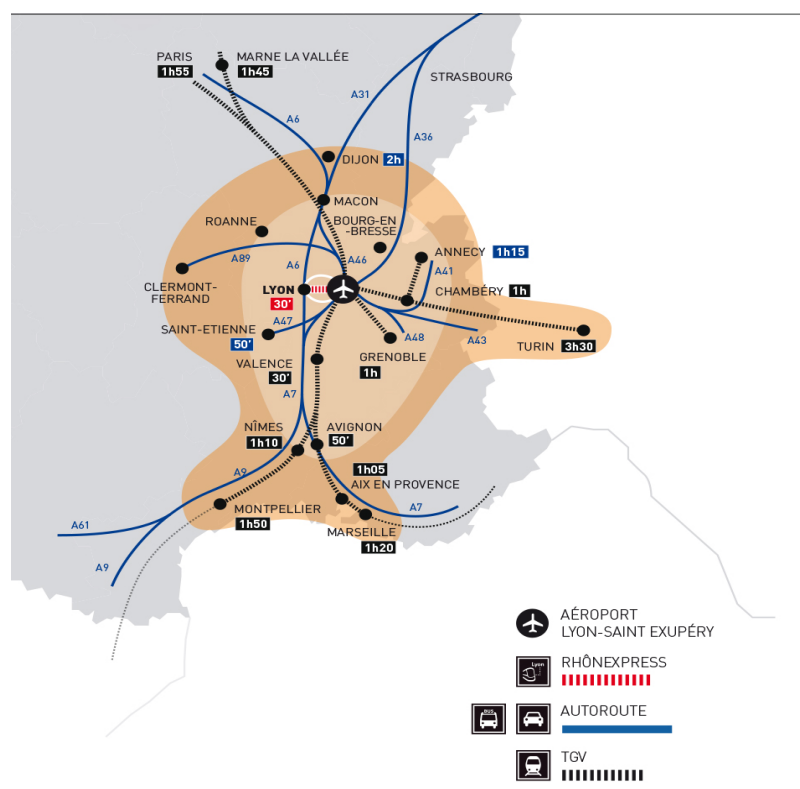 PARIS
1h55
MARNE LA VALLÉE
1h45
STRASBOURG
A31
A6
A36
DIJON 2h
MACON
ROANNE
BOURG-EN
-BRESSE
ANNECY 1h15
A89
A6
A46
A41
CLERMONT-
FERRAND
LYON
30'
CHAMBÉRY 1h
A47
SAINT-ETIENNE
50'
A48
A43
TURIN 3h30
GRENOBLE
1h
VALENCE
30'
A7
NÎMES
1h10
AVIGNON
50'
A9
1h05
AIX EN PROVENCE
MONTPELLIER
1h50
A7
MARSEILLE
1h20
A61
A9
AÉROPORT
LYON-SAINT EXUPÉRY
Lyon
RHÔNEXPRESS
BUS
AUTOROUTE
TGV